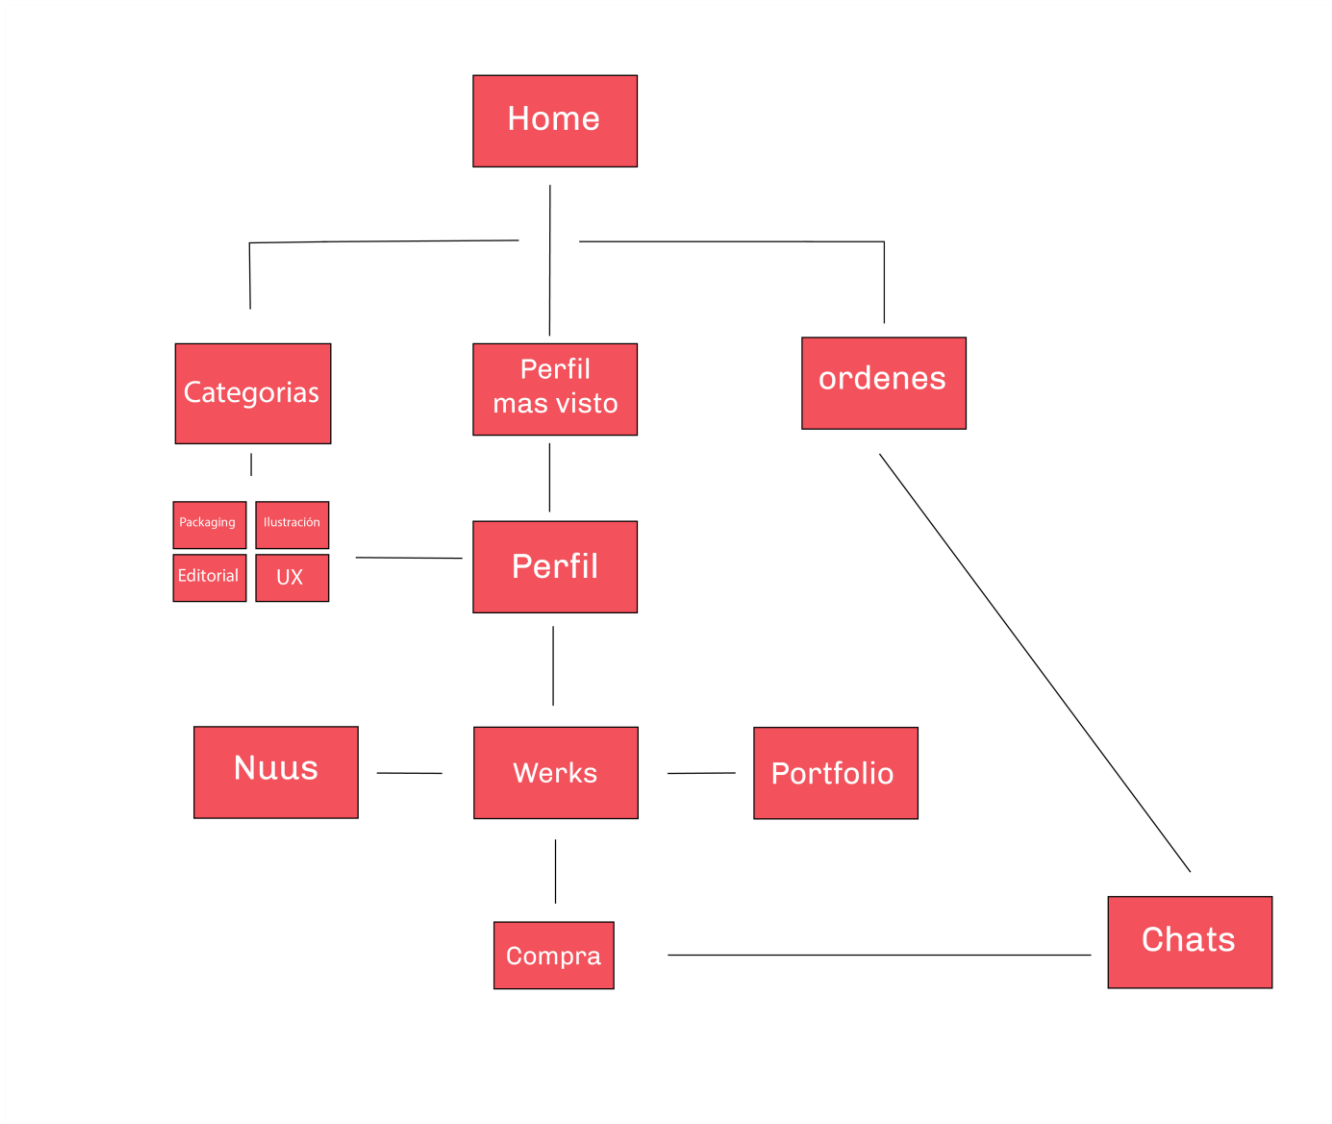 Home
Categorias
Perfil
mas visto
ordenes
Packaging
Ilustración
Editorial
UX
Perfil
Nuus
Werks
Portfolio
Compra
Chats